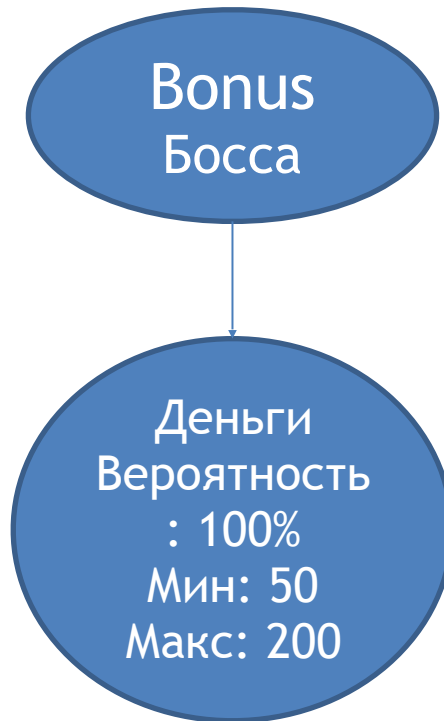 Bonus
Босса
Деньги
Вероятность
: 100%
Мин: 50
Макс: 200